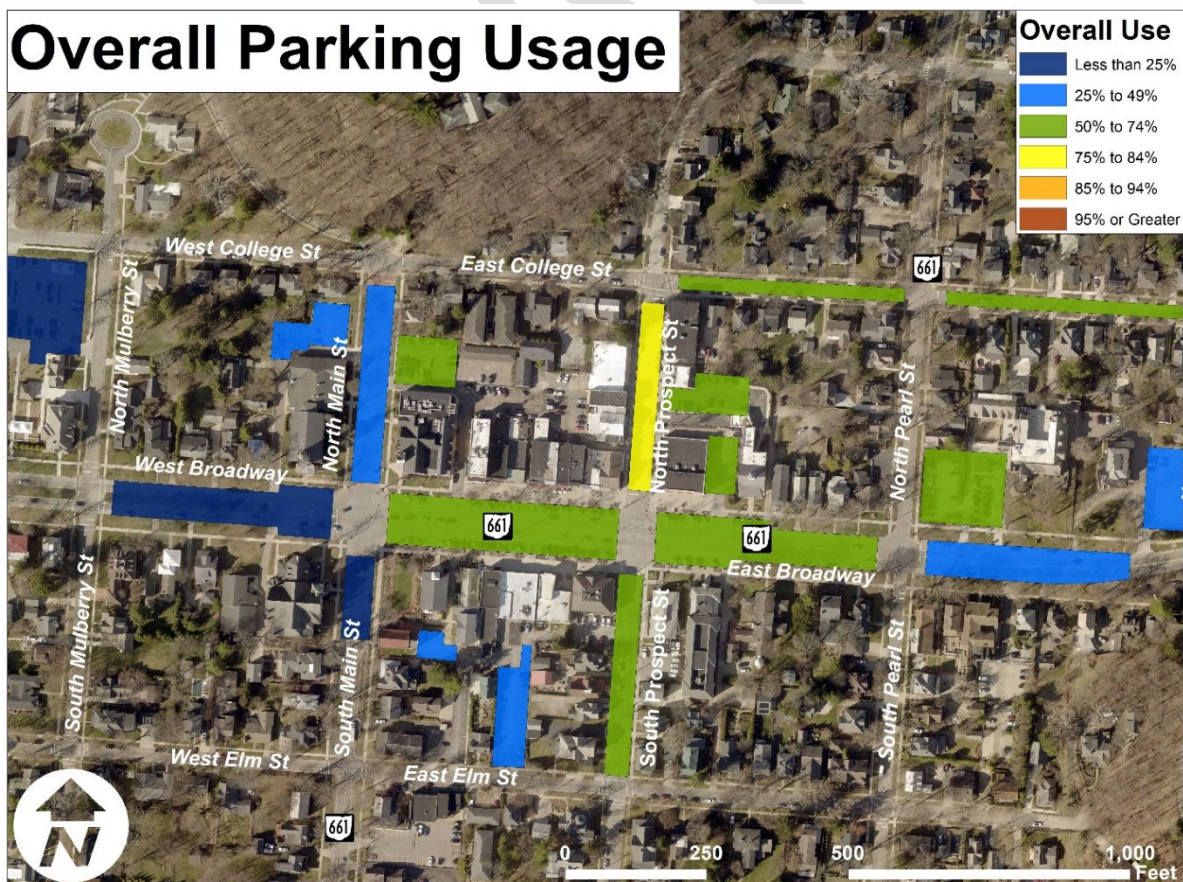 Overall Parking Usage
Overall Use
Less than 25%
25% to 49%
50% to 74%
75% to 84%
85% to 94%
95% or Greater
West College St
East College St
661
North Mulberry St
North Main St
North Prospect St
North Pearl St
West Broadway
661
661
East Broadway
South Mulberry St
South Main St
South Prospect St
South Pearl St
West Elm St
East Elm St
661
N
0 250 500 1,000
Feet